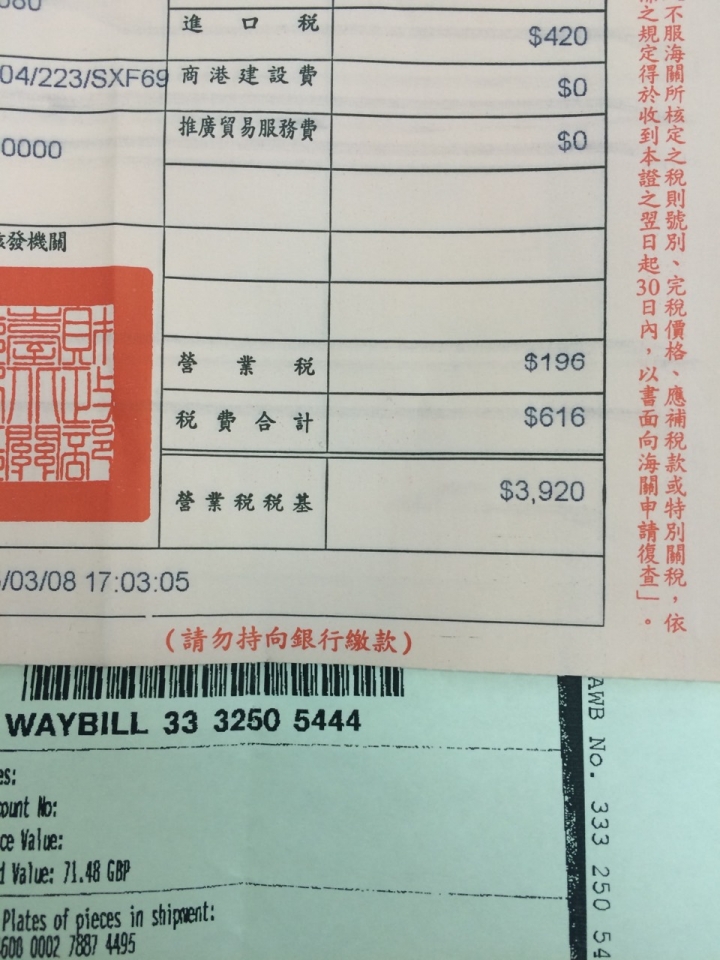 進口稅 $420
04/223/SXF69
商港建設費 $0
推廣貿易服務費 $0
0000
發機關
營業稅 $196
稅費合計 $616
營業稅稅基 $3,920
/03/08 17:03:05
(請勿持向銀行繳款)
不服海關所核定之稅則號別、完稅價格、應補稅款或特別關稅，依
之規定得於收到本證之翌日起30日內，以書面向海關申請復查」。
WAYBILL 33 3250 5444
es:
ount No:
ce Value:
d Value: 71.48 GBP
Plates of pieces in shipment:
4600 0002 7887 4495
AWB No. 333 250 54